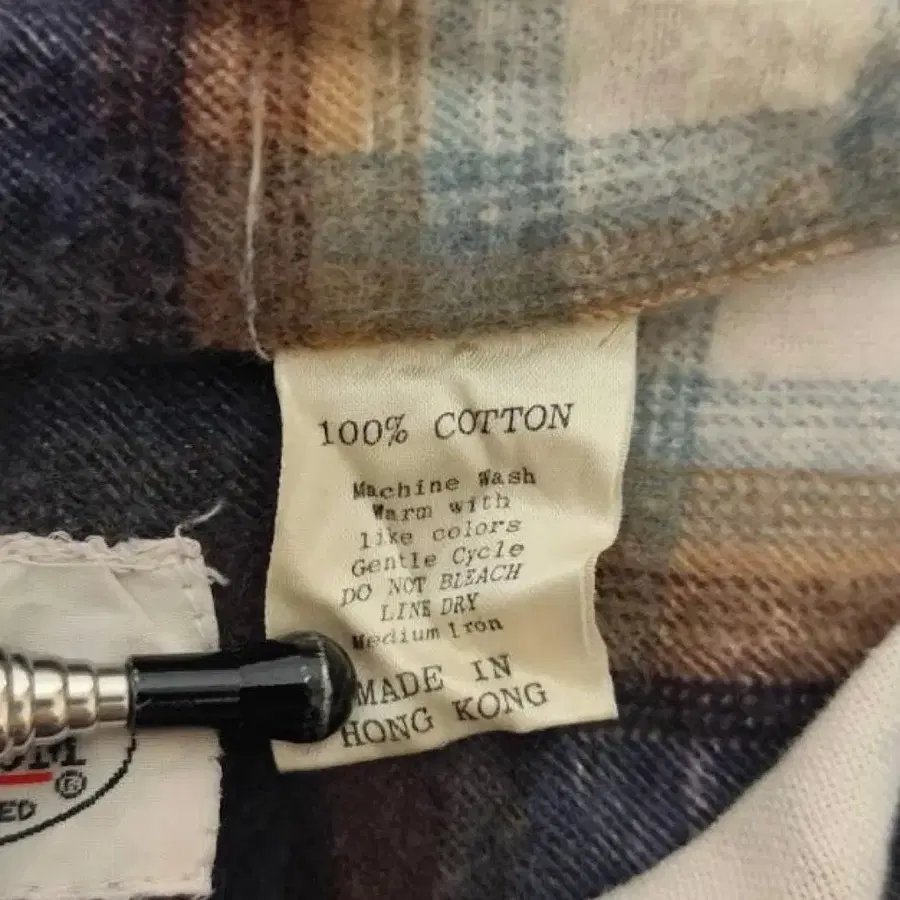 100% COTTON
Machine Wash
Warm with
like colors
Gentle Cycle
DO NOT BLEACH
LINE DRY
Medium Iron
MADE IN
HONG KONG
®
ED